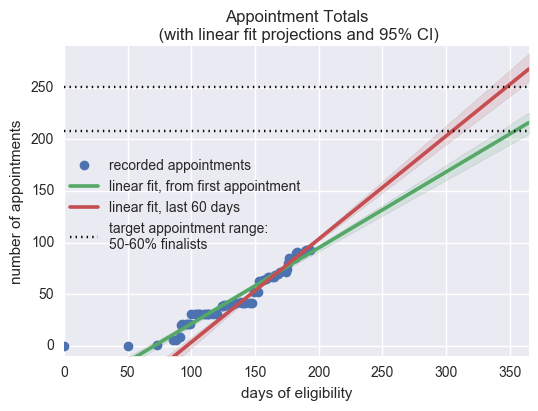 Appointment Totals
(with linear fit projections and 95% CI)
number of appointments
250
200
150
100
50
0
recorded appointments
linear fit, from first appointment
linear fit, last 60 days
target appointment range:
50-60% finalists
0 50 100 150 200 250 300 350
days of eligibility